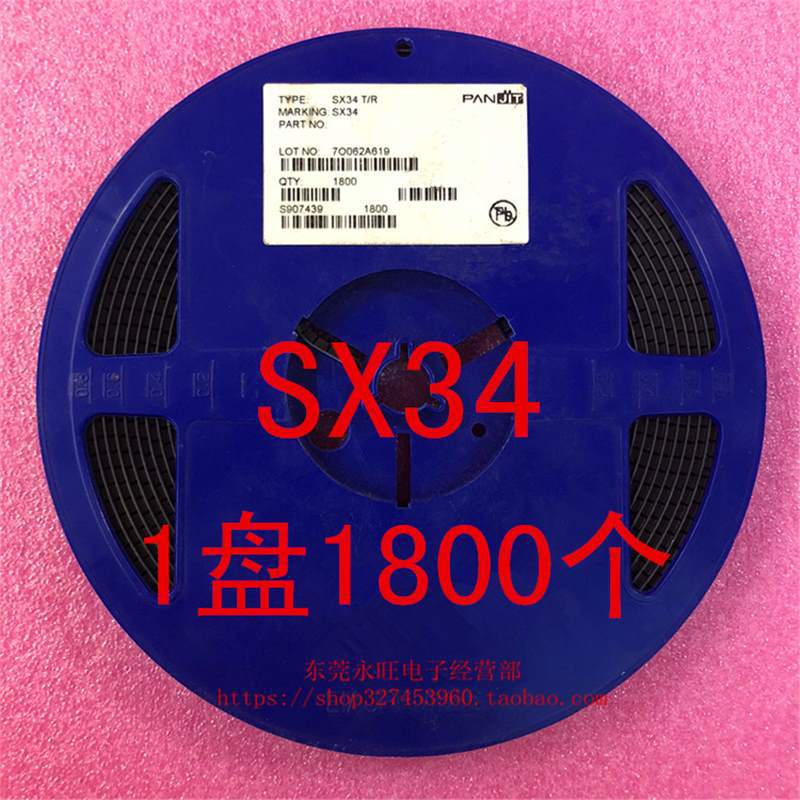 TYPE: SX34 T/R
PANJIT
MARKING: SX34
PART NO:
LOT NO: 7O062A619
QTY: 1800
S907439 1800
Pb
SX34
1盘1800个
东莞永旺电子经营部
https://shop327453960.taobao.com